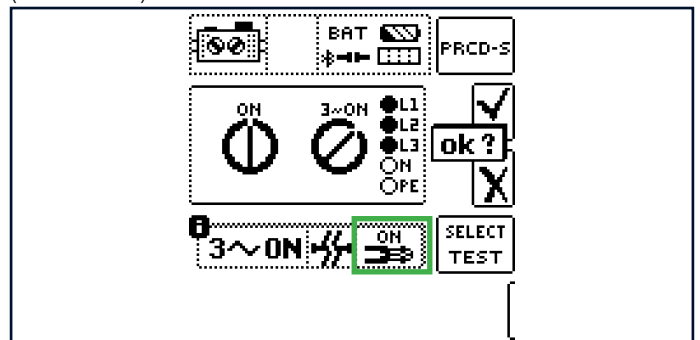 BAT
PRCD-S
ON
3~ON
L1
L2
L3
N
PE
ok?
3~ON
ON
SELECT
TEST